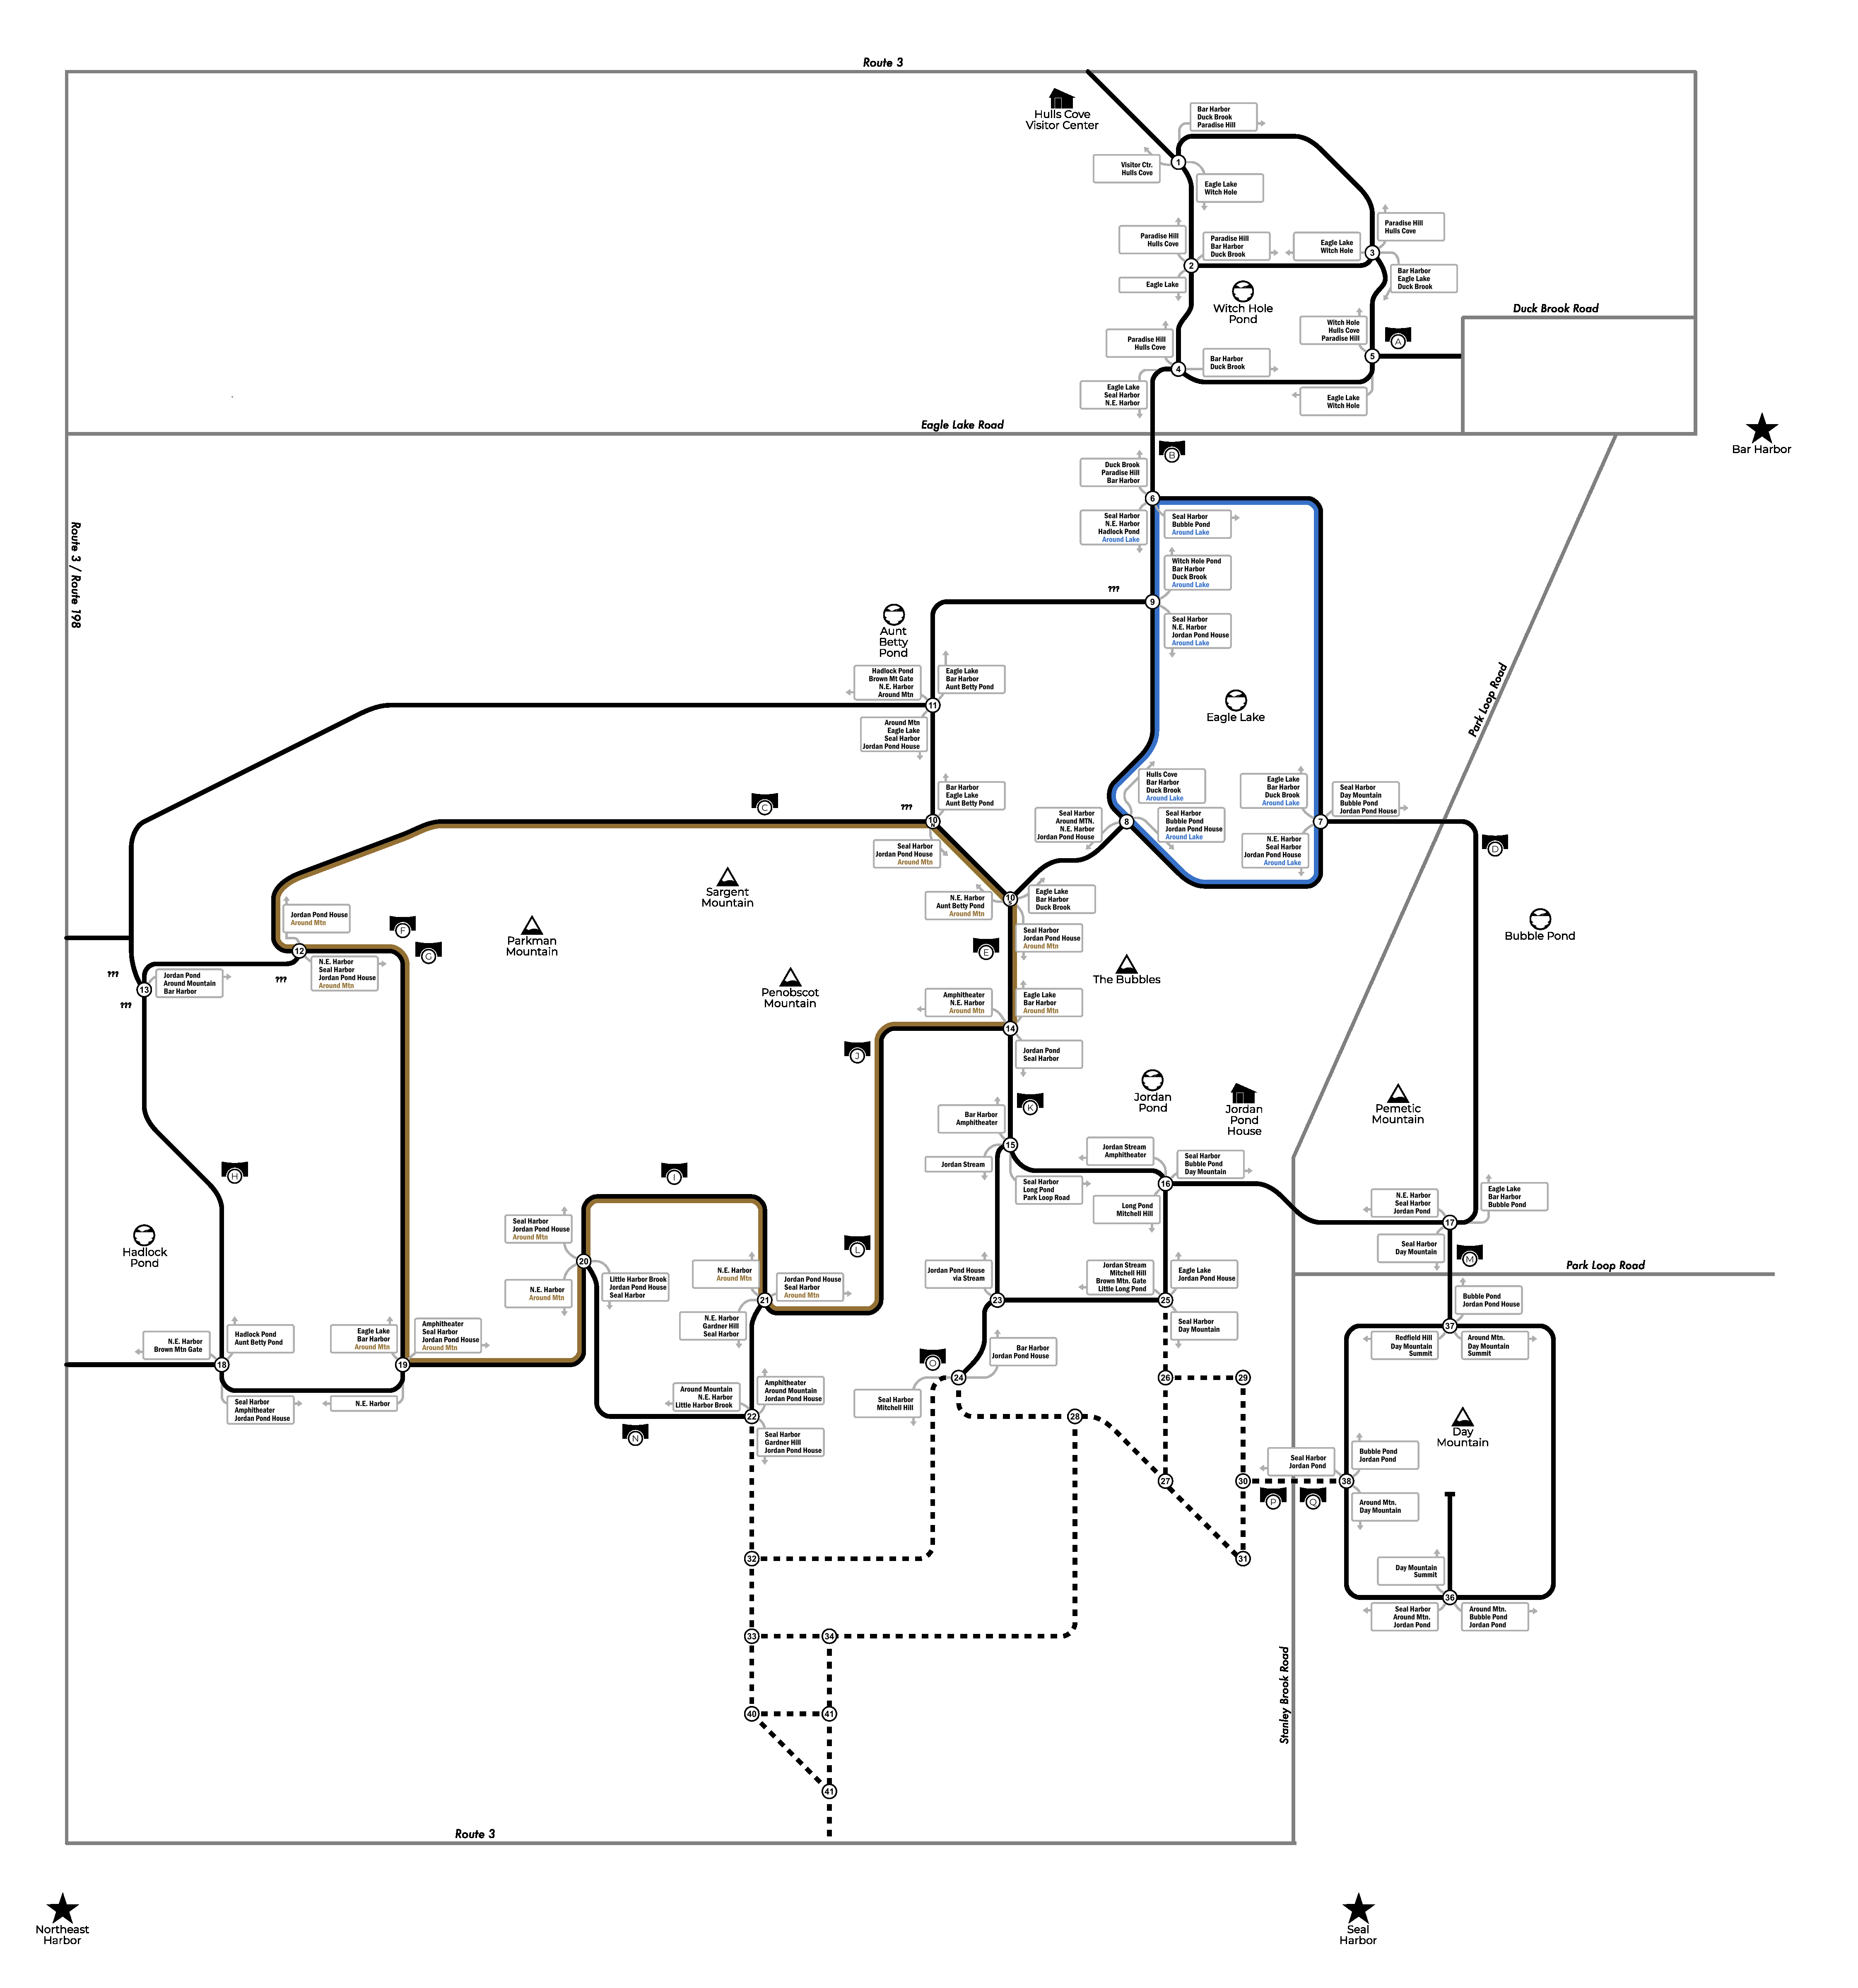 Route 3
Hulls Cove
Visitor Center
Bar Harbor
Duck Brook
Paradise Hill
1
Visitor Ctr.
Hulls Cove
Eagle Lake
Witch Hole
Paradise Hill
Hulls Cove
Paradise Hill
Hulls Cove
Paradise Hill
Bar Harbor
Duck Brook
Eagle Lake
Witch Hole
3
2
Eagle Lake
Bar Harbor
Eagle Lake
Duck Brook
Witch Hole
Pond
Duck Brook Road
Witch Hole
Hulls Cove
Paradise Hill
A
Paradise Hill
Hulls Cove
5
Bar Harbor
Duck Brook
4
Eagle Lake
Seal Harbor
N.E. Harbor
Eagle Lake
Witch Hole
Eagle Lake Road
Bar Harbor
B
Duck Brook
Paradise Hill
Bar Harbor
6
Seal Harbor
N.E. Harbor
Hadlock Pond
Around Lake
Seal Harbor
Bubble Pond
Around Lake
Route 3 / Route 198
Witch Hole Pond
Bar Harbor
Duck Brook
Around Lake
???
9
Aunt
Betty
Pond
Seal Harbor
N.E. Harbor
Jordan Pond House
Around Lake
Hadlock Pond
Brown Mt Gate
N.E. Harbor
Around Mtn
Eagle Lake
Bar Harbor
Aunt Betty Pond
11
Eagle Lake
Park Loop Road
Around Mtn
Eagle Lake
Seal Harbor
Jordan Pond House
Bar Harbor
Eagle Lake
Aunt Betty Pond
Hulls Cove
Bar Harbor
Duck Brook
Around Lake
Eagle Lake
Bar Harbor
Duck Brook
Around Lake
Seal Harbor
Day Mountain
Bubble Pond
Jordan Pond House
C
???
10
N
Seal Harbor
Around MTN.
N.E. Harbor
Jordan Pond House
8
Seal Harbor
Bubble Pond
Jordan Pond House
Around Lake
7
N.E. Harbor
Seal Harbor
Jordan Pond House
Around Lake
D
Seal Harbor
Jordan Pond House
Around Mtn
Sargent
Mountain
N.E. Harbor
Aunt Betty Pond
Around Mtn
10
S
Eagle Lake
Bar Harbor
Duck Brook
Jordan Pond House
Around Mtn
F
G
Parkman
Mountain
Seal Harbor
Jordan Pond House
Around Mtn
E
Bubble Pond
12
N.E. Harbor
Seal Harbor
Jordan Pond House
Around Mtn
???
???
???
13
Jordan Pond
Around Mountain
Bar Harbor
Penobscot
Mountain
The Bubbles
Amphitheater
N.E. Harbor
Around Mtn
Eagle Lake
Bar Harbor
Around Mtn
14
J
Jordan Pond
Seal Harbor
Jordan
Pond
Jordan
Pond
House
Pemetic
Mountain
K
Bar Harbor
Amphitheater
15
Jordan Stream
Jordan Stream
Amphitheater
Seal Harbor
Bubble Pond
Day Mountain
16
Seal Harbor
Long Pond
Park Loop Road
Long Pond
Mitchell Hill
H
I
N.E. Harbor
Seal Harbor
Jordan Pond
Eagle Lake
Bar Harbor
Bubble Pond
17
Seal Harbor
Day Mountain
M
Hadlock
Pond
Seal Harbor
Jordan Pond House
Around Mtn
20
L
N.E. Harbor
Around Mtn
Little Harbor Brook
Jordan Pond House
Seal Harbor
N.E. Harbor
Around Mtn
Jordan Pond House
Seal Harbor
Around Mtn
21
N.E. Harbor
Gardner Hill
Seal Harbor
Jordan Pond House
via Stream
23
Jordan Stream
Mitchell Hill
Brown Mtn. Gate
Little Long Pond
Eagle Lake
Jordan Pond House
25
Seal Harbor
Day Mountain
Park Loop Road
Bubble Pond
Jordan Pond House
37
Redfield Hill
Day Mountain
Summit
Around Mtn.
Day Mountain
Summit
N.E. Harbor
Brown Mtn Gate
Hadlock Pond
Aunt Betty Pond
18
Eagle Lake
Bar Harbor
Around Mtn
Amphitheater
Seal Harbor
Jordan Pond House
Around Mtn
19
Seal Harbor
Amphitheater
Jordan Pond House
N.E. Harbor
Bar Harbor
Jordan Pond House
O
24
Seal Harbor
Mitchell Hill
26
29
Around Mountain
N.E. Harbor
Little Harbor Brook
Amphitheater
Around Mountain
Jordan Pond House
22
N
Seal Harbor
Gardner Hill
Jordan Pond House
28
Day
Mountain
Seal Harbor
Jordan Pond
Bubble Pond
Jordan Pond
27
30
38
P
Q
Around Mtn.
Day Mountain
32
31
Day Mountain
Summit
36
Seal Harbor
Around Mtn.
Jordan Pond
Around Mtn.
Bubble Pond
Jordan Pond
33
34
Stanley Brook Road
40
41
41
Route 3
Northeast
Harbor
Seal
Harbor